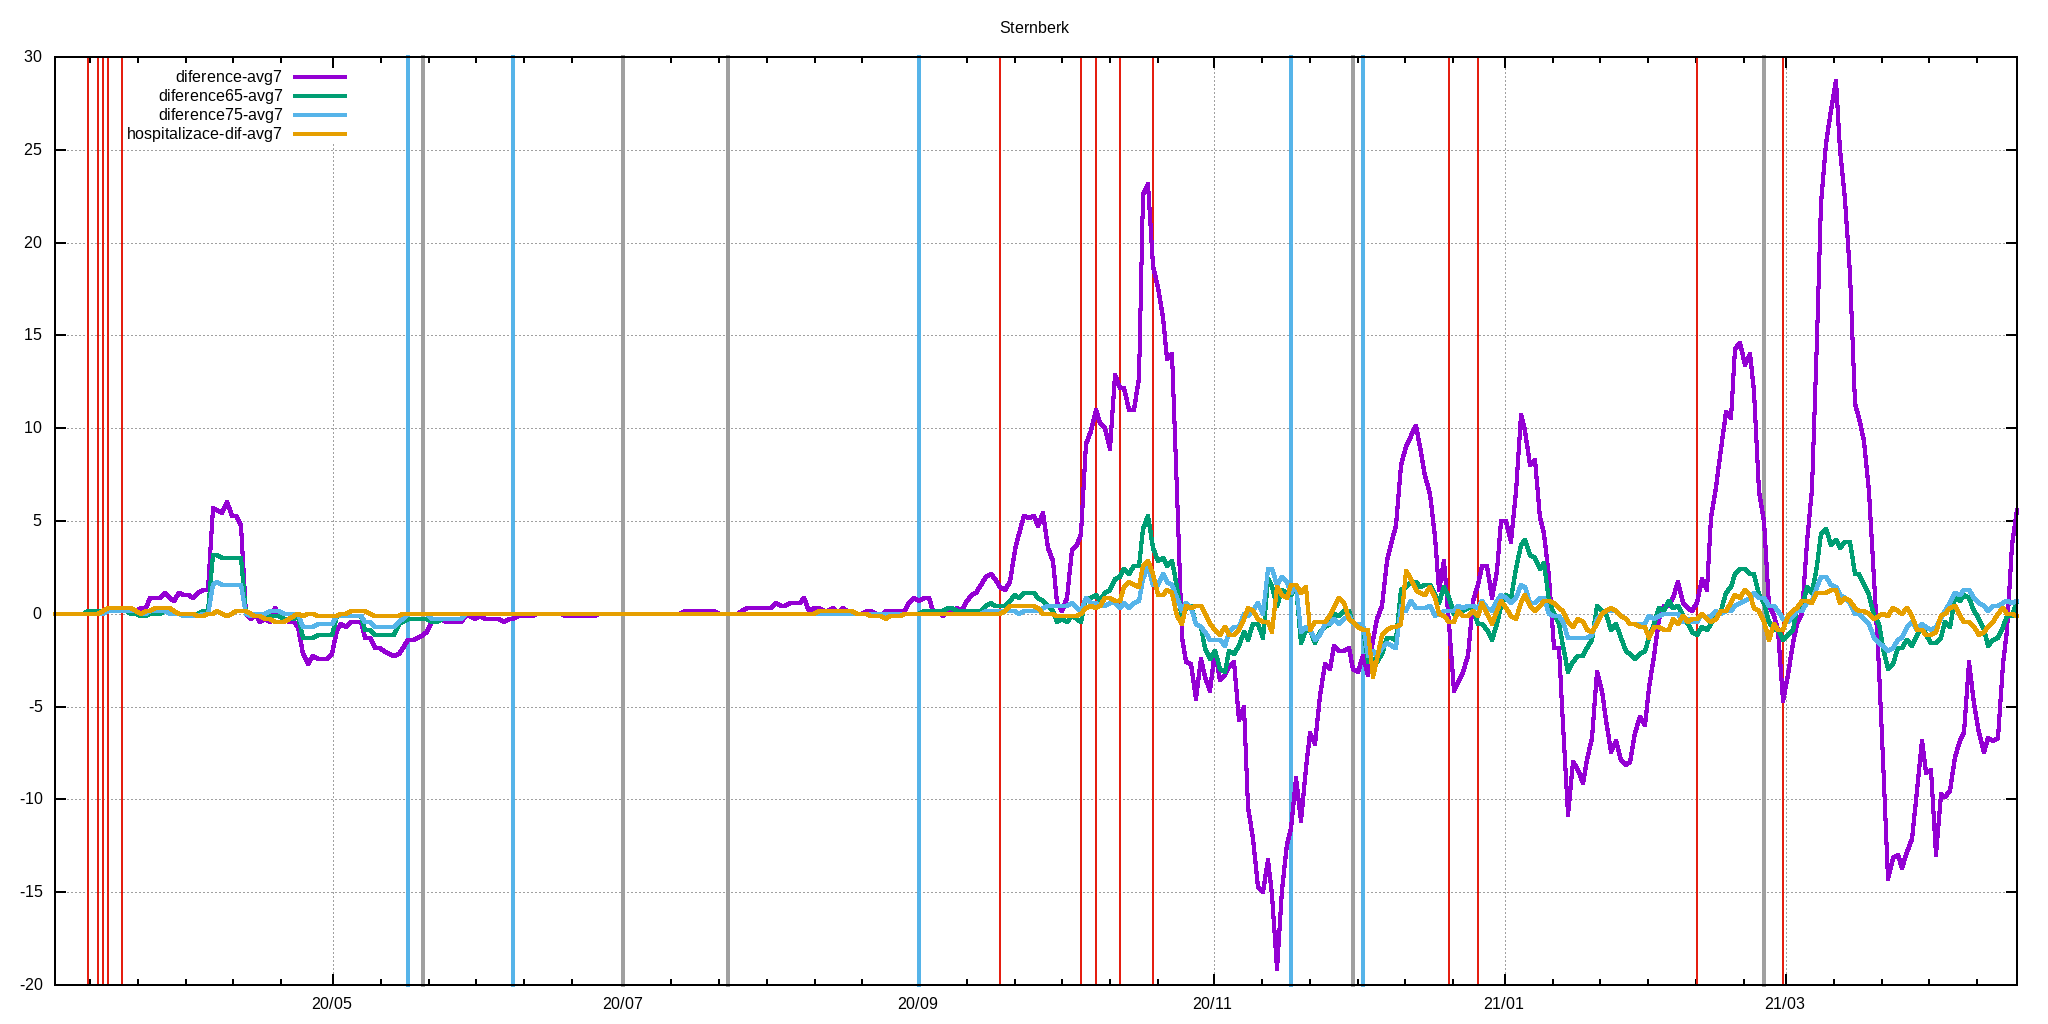 Sternberk
30
diference-avg7
diference65-avg7
diference75-avg7
hospitalizace-dif-avg7
25
20
15
10
5
0
-5
-10
-15
-20
20/05 20/07 20/09 20/11 21/01 21/03